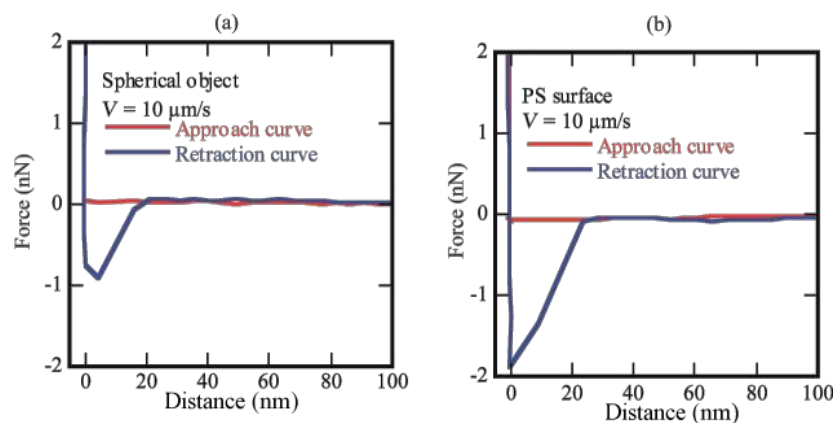 (a)
2
1
0
-1
-2
Force (nN)
Spherical object
V = 10 µm/s
Approach curve
Retraction curve
0 20 40 60 80 100
Distance (nm)
(b)
2
1
0
-1
-2
Force (nN)
PS surface
V = 10 µm/s
Approach curve
Retraction curve
0 20 40 60 80 100
Distance (nm)